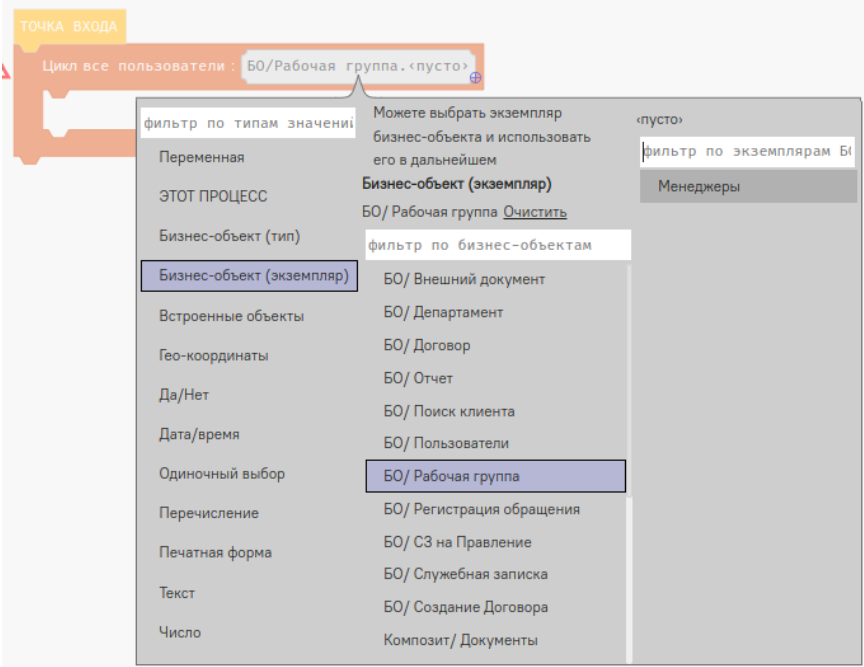 ТОЧКА ВХОДА
Цикл все пользователи : БО/Рабочая группа.‹пусто›
фильтр по типам значений
Переменная
ЭТОТ ПРОЦЕСС
Бизнес-объект (тип)
Бизнес-объект (экземпляр)
Встроенные объекты
Гео-координаты
Да/Нет
Дата/время
Одиночный выбор
Перечисление
Печатная форма
Текст
Число
Можете выбрать экземпляр
бизнес-объекта и использовать
его в дальнейшем
Бизнес-объект (экземпляр)
БО/ Рабочая группа Очистить
фильтр по бизнес-объектам
БО/ Внешний документ
БО/ Департамент
БО/ Договор
БО/ Отчет
БО/ Поиск клиента
БО/ Пользователи
БО/ Рабочая группа
БО/ Регистрация обращения
БО/ СЗ на Правление
БО/ Служебная записка
БО/ Создание Договора
Композит/ Документы
‹пусто›
фильтр по экземплярам БО
Менеджеры